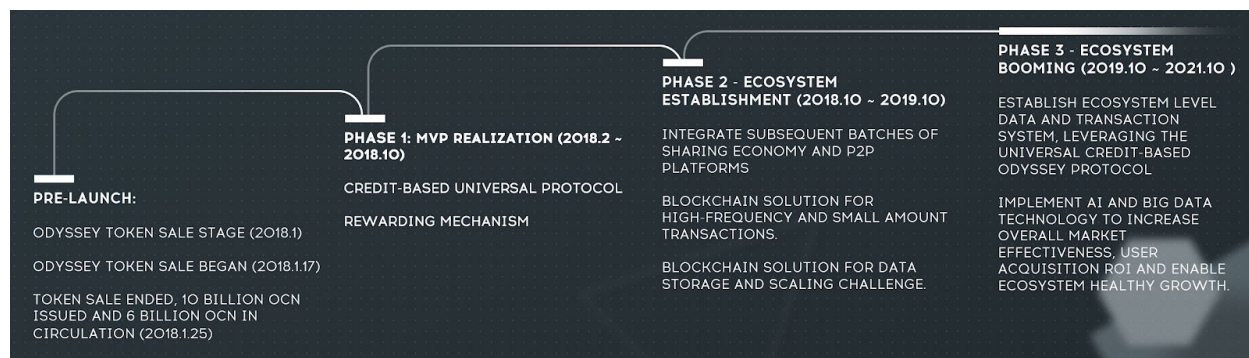 PRE-LAUNCH:
ODYSSEY TOKEN SALE STAGE (2018.1)
ODYSSEY TOKEN SALE BEGAN (2018.1.17)
TOKEN SALE ENDED, 10 BILLION OCN
ISSUED AND 6 BILLION OCN IN
CIRCULATION (2018.1.25)
PHASE 1: MVP REALIZATION (2018.2 ~
2018.10)
CREDIT-BASED UNIVERSAL PROTOCOL
REWARDING MECHANISM
PHASE 2 - ECOSYSTEM
ESTABLISHMENT (2018.10 ~ 2019.10)
INTEGRATE SUBSEQUENT BATCHES OF
SHARING ECONOMY AND P2P
PLATFORMS
BLOCKCHAIN SOLUTION FOR
HIGH-FREQUENCY AND SMALL AMOUNT
TRANSACTIONS.
BLOCKCHAIN SOLUTION FOR DATA
STORAGE AND SCALING CHALLENGE.
PHASE 3 - ECOSYSTEM
BOOMING (2019.10 ~ 2021.10 )
ESTABLISH ECOSYSTEM LEVEL
DATA AND TRANSACTION
SYSTEM, LEVERAGING THE
UNIVERSAL CREDIT-BASED
ODYSSEY PROTOCOL
IMPLEMENT AI AND BIG DATA
TECHNOLOGY TO INCREASE
OVERALL MARKET
EFFECTIVENESS, USER
ACQUISITION ROI AND ENABLE
ECOSYSTEM HEALTHY GROWTH.